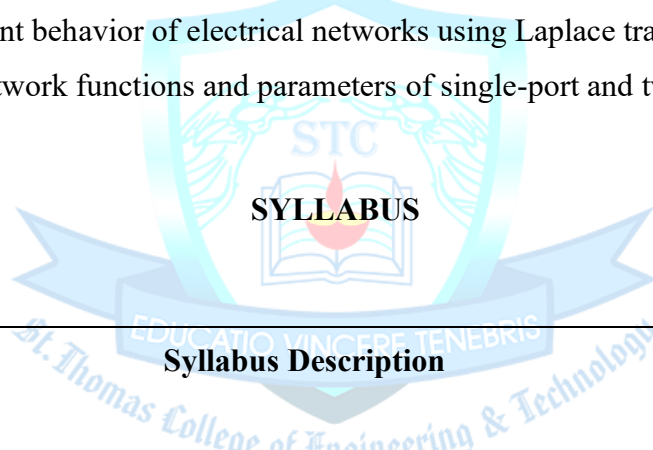 nt behavior of electrical networks using Laplace tra
twork functions and parameters of single-port and t
STC
SYLLABUS
EDUCATIO VINCERE TENEBRIS
Syllabus Description
St. Thomas College of Engineering & Technology